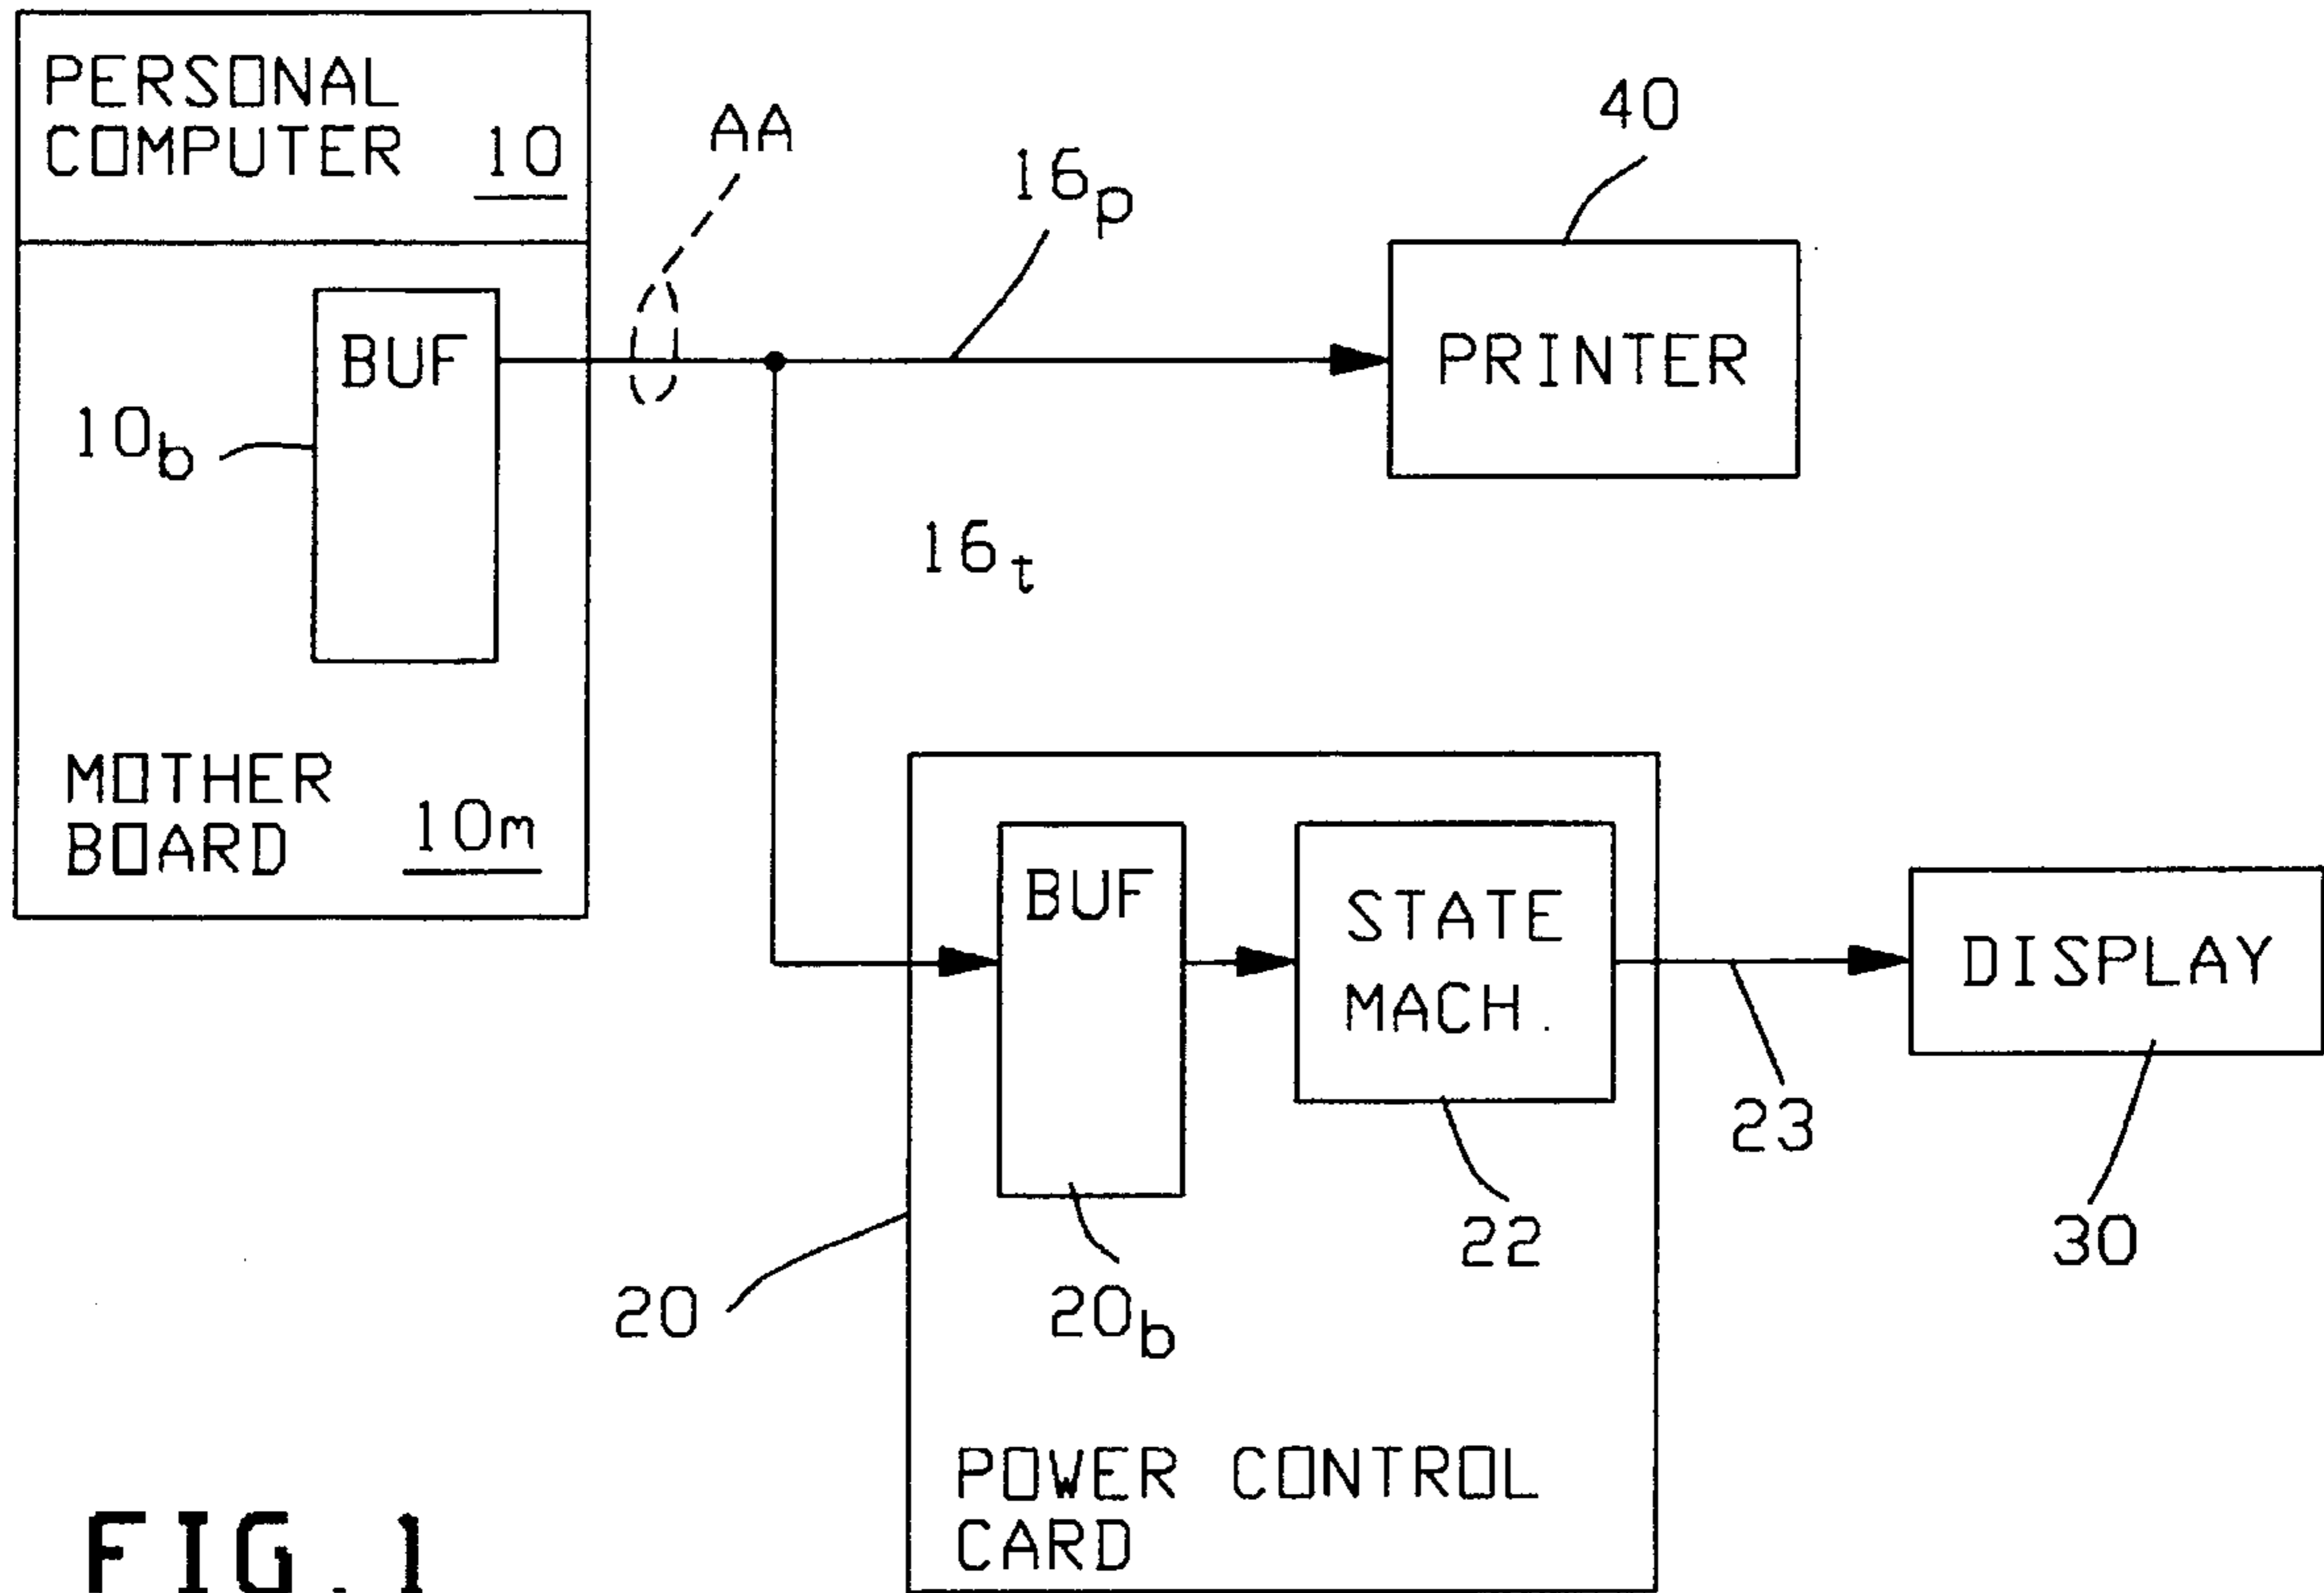 PERSONAL
COMPUTER 10
AA
16p
40
BUF
PRINTER
10b
16t
MOTHER
BOARD 10m
BUF
STATE
MACH.
DISPLAY
23
22
30
20
20b
POWER CONTROL
CARD
FIG. 1